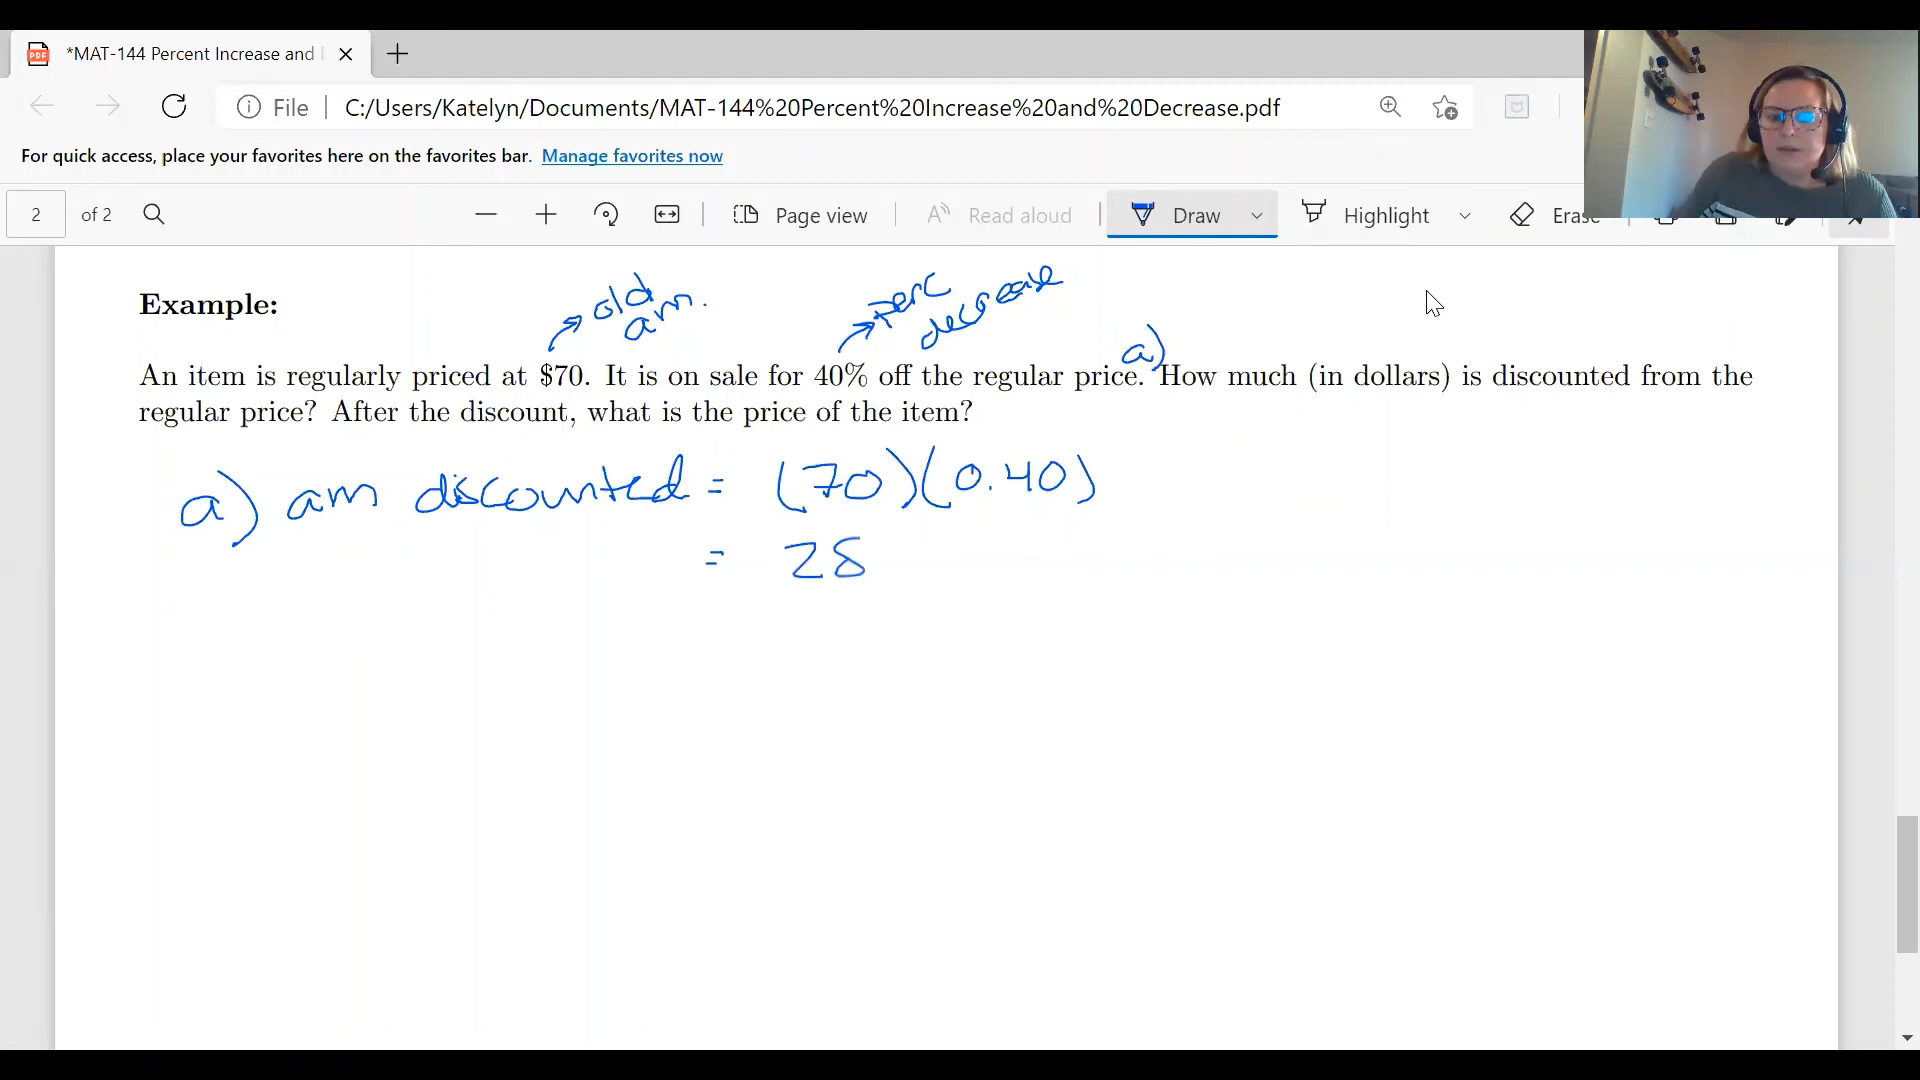 *MAT-144 Percent Increase and
File C:/Users/Katelyn/Documents/MAT-144%20Percent%20Increase%20and%20Decrease.pdf
For quick access, place your favorites here on the favorites bar. Manage favorites now
2 of 2 Page view Read aloud Draw Highlight Erase
Example:
old am.
perc decrease
a)
An item is regularly priced at $70. It is on sale for 40% off the regular price. How much (in dollars) is discounted from the
regular price? After the discount, what is the price of the item?
a) am discounted = (70)(0.40)
= 28